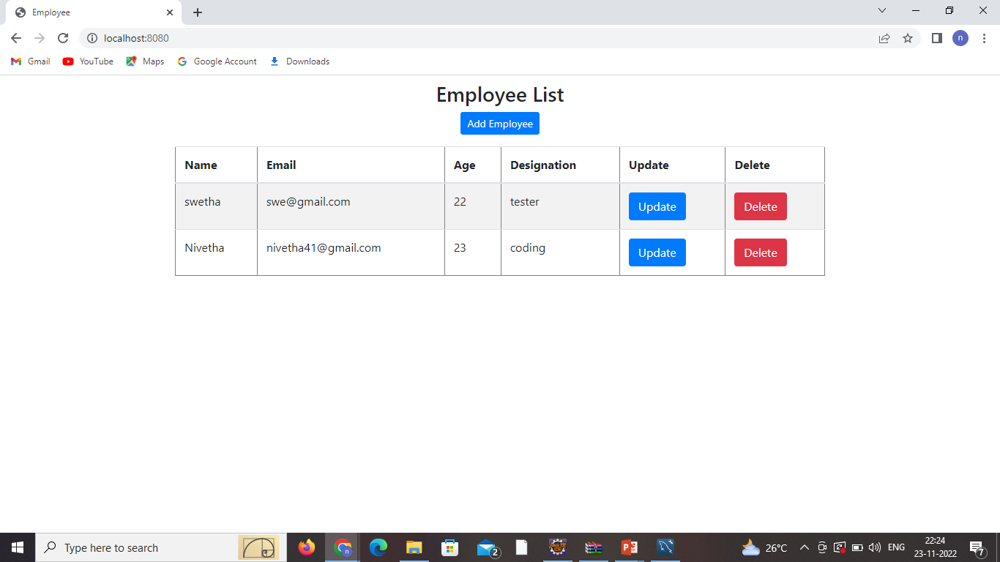 Employee
localhost:8080
n
Gmail YouTube Maps Google Account Downloads
Employee List
Add Employee
Name Email Age Designation Update Delete
swetha swe@gmail.com 22 tester Update Delete
Nivetha nivetha41@gmail.com 23 coding Update Delete
Type here to search
n
2
26°C
ENG
22:24
23-11-2022
7